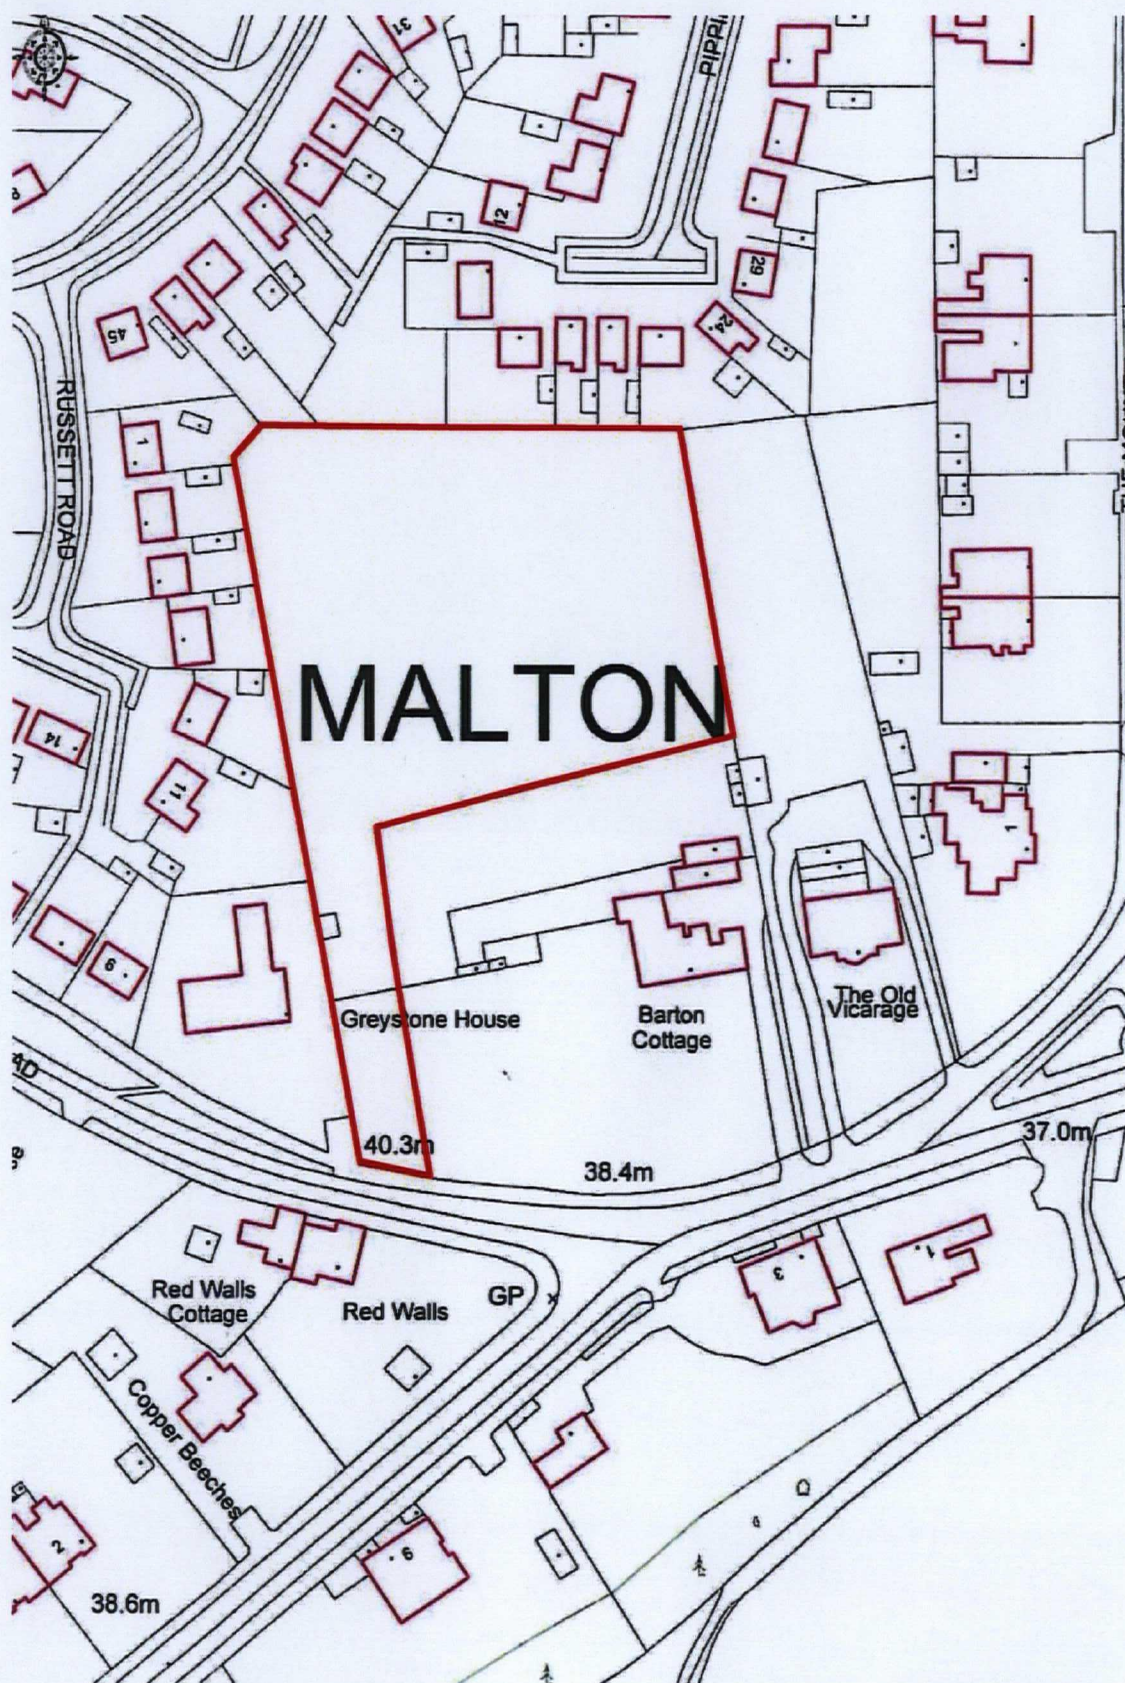 31
12
29
24
45
1
RUSSETT ROAD
MALTON
14
11
1
9
The Old
Vicarage
Greystone House
Barton
Cottage
40.3m
38.4m
37.0m
Red Walls
Cottage
Red Walls
GP
3
1
Copper Beeches
2
6
38.6m